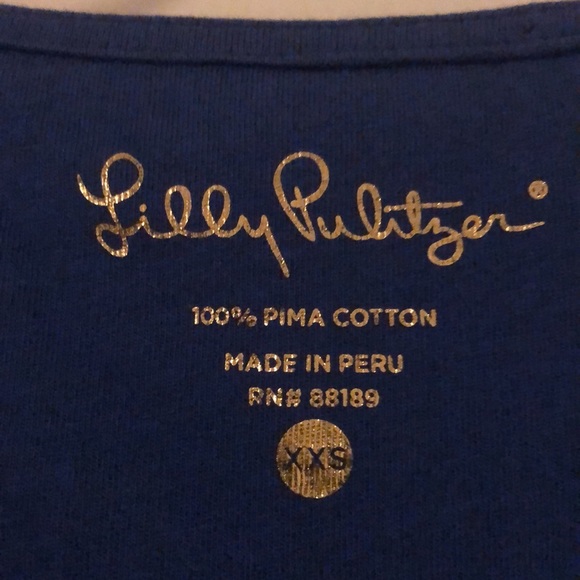 Lilly Pulitzer®
100% PIMA COTTON
MADE IN PERU
RN# 88189
XXS